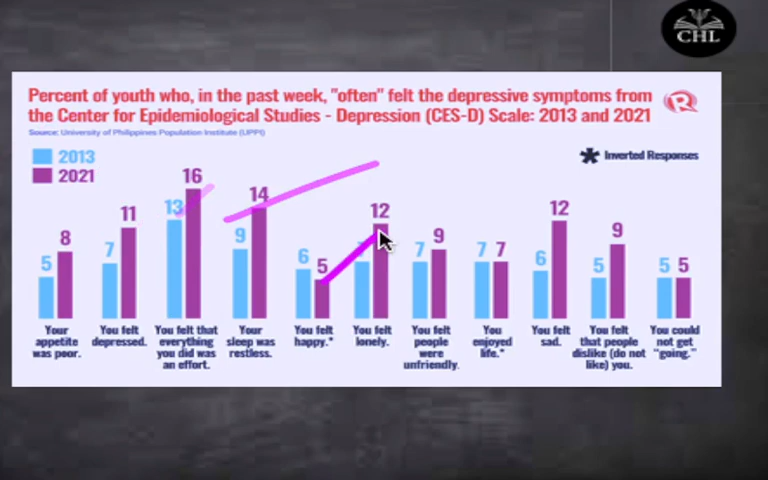 CHL
Percent of youth who, in the past week, "often" felt the depressive symptoms from
the Center for Epidemiological Studies - Depression (CES-D) Scale: 2013 and 2021
R
Source: University of Philippines Population Institute (UPPI)
2013
2021
Inverted Responses
5 8
7 11
13 16
9 14
6 5
12
7 9
7 7
6 12
5 9
5 5
Your
appetite
was poor.
You felt
depressed.
You felt that
everything
you did was
an effort.
Your
sleep was
restless.
You felt
happy.*
You felt
lonely.
You felt
people
were
unfriendly.
You
enjoyed
life.*
You felt
sad.
You felt
that people
dislike (do not
like) you.
You could
not get
"going."